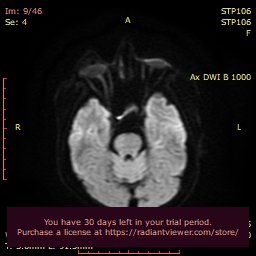 Im: 9/46
Se: 4
A
STP106
STP106
F
Ax DWI B 1000
R
L
You have 30 days left in your trial period.
Purchase a license at https://radiantviewer.com/store/